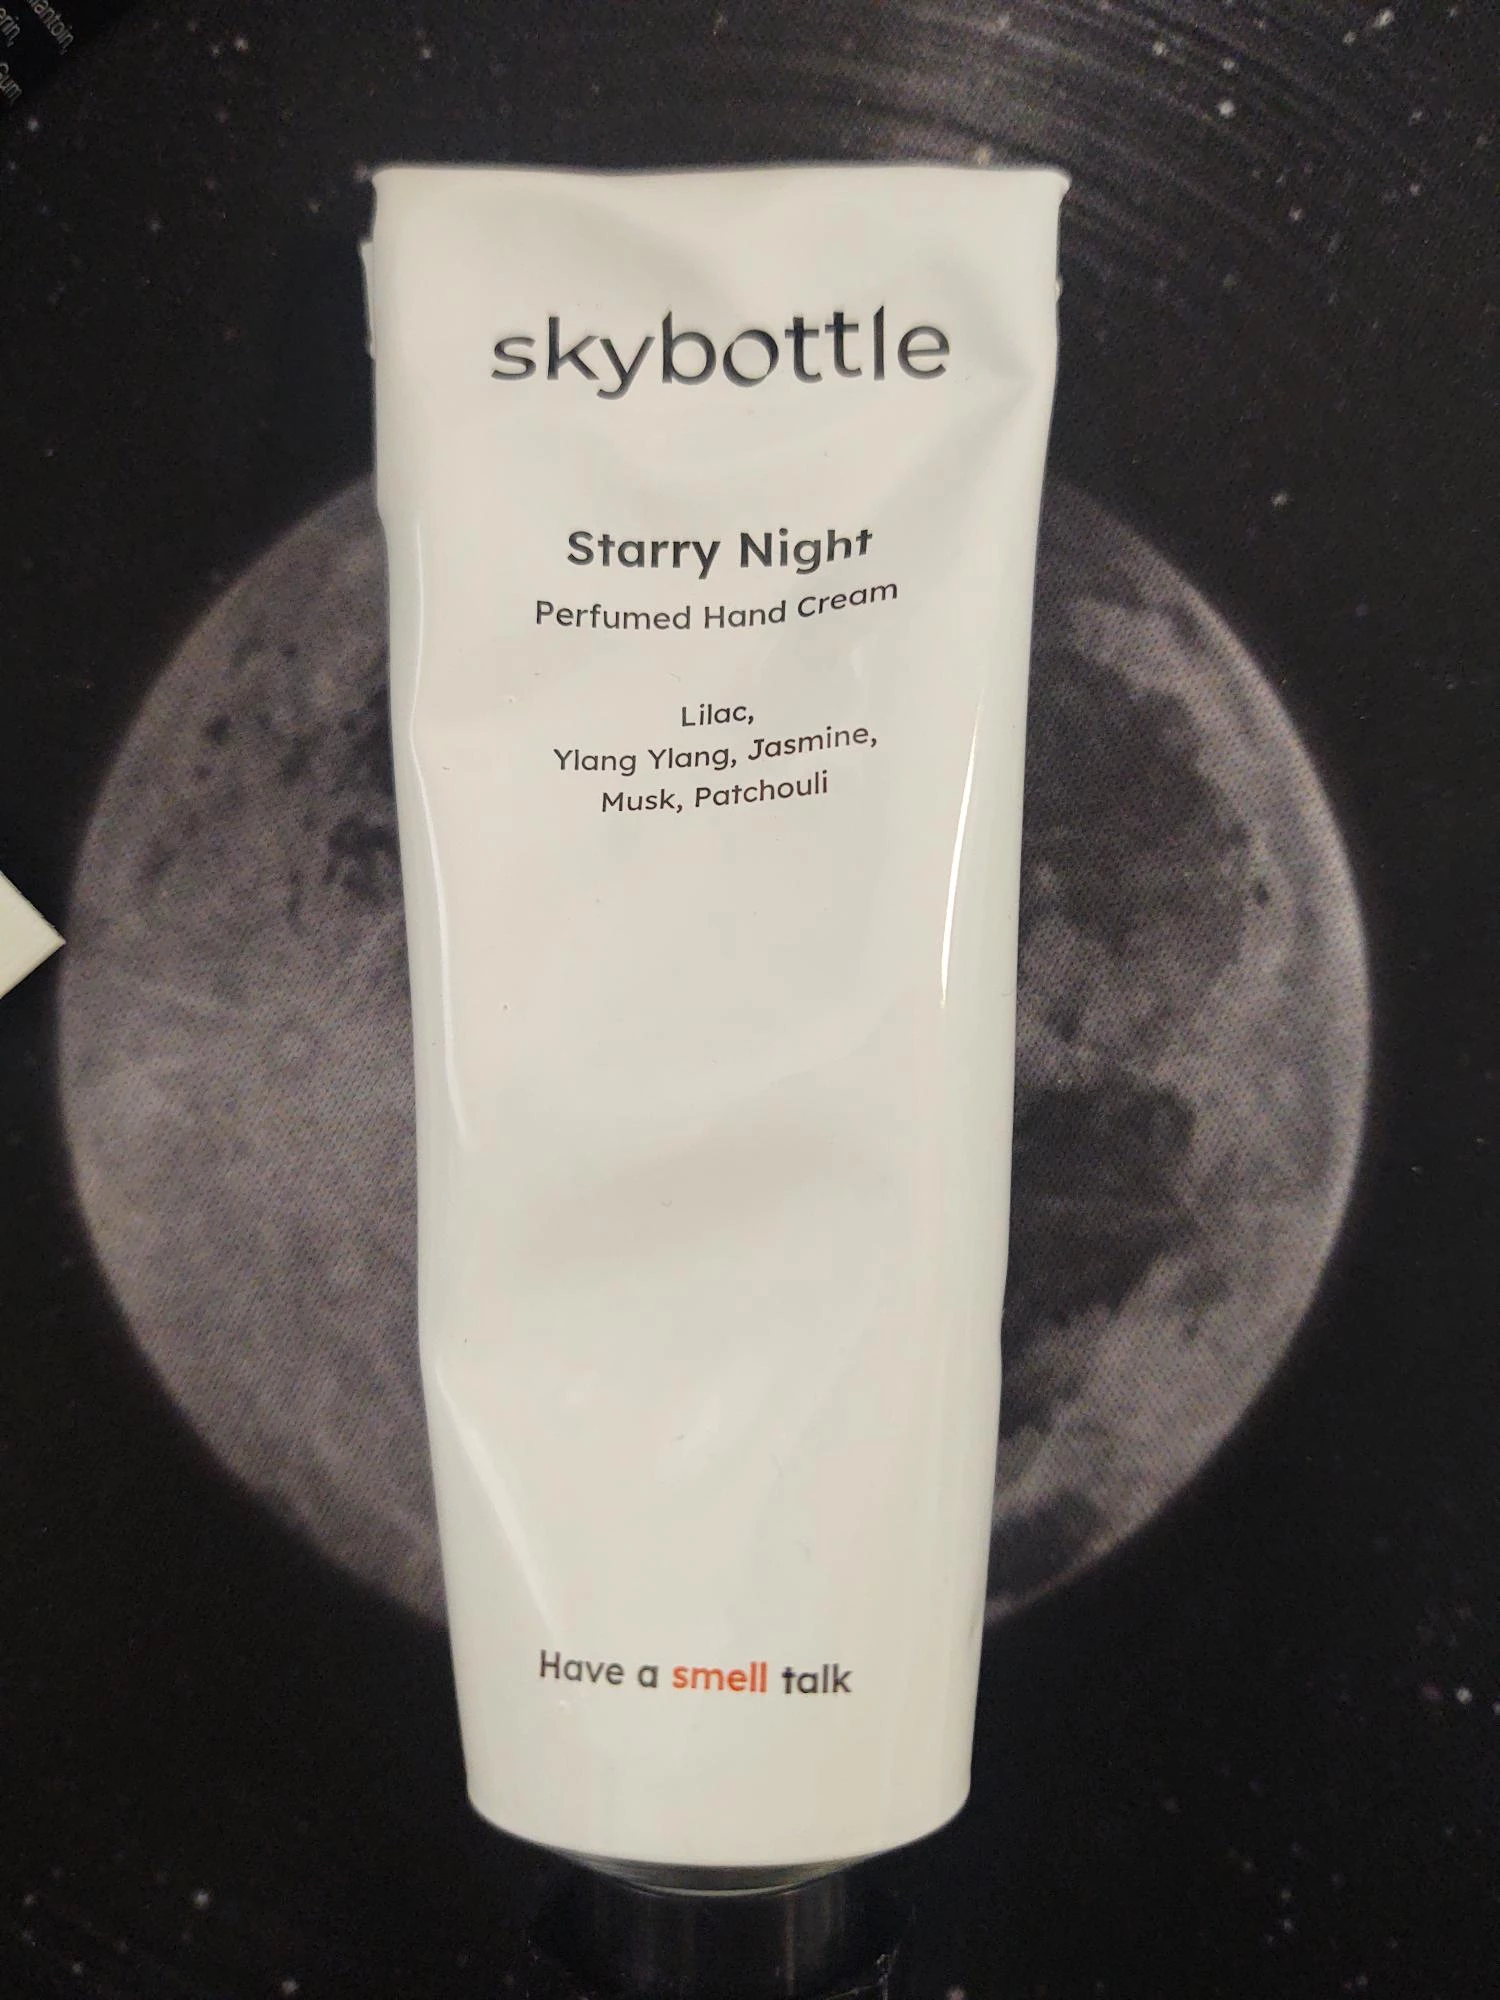 skybottle
Starry Night
Perfumed Hand Cream
Lilac,
Ylang Ylang, Jasmine,
Musk, Patchouli
Have a smell talk